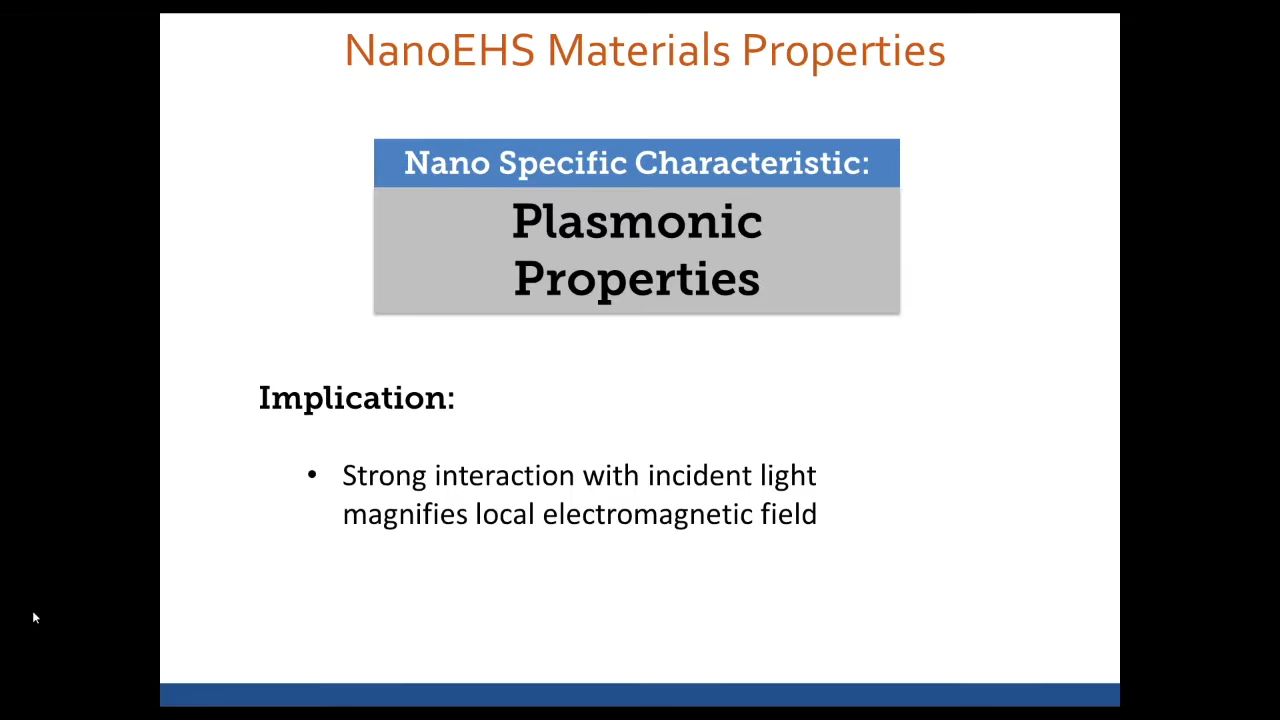 NanoEHS Materials Properties
Nano Specific Characteristic:
Plasmonic
Properties
Implication:
• Strong interaction with incident light
magnifies local electromagnetic field